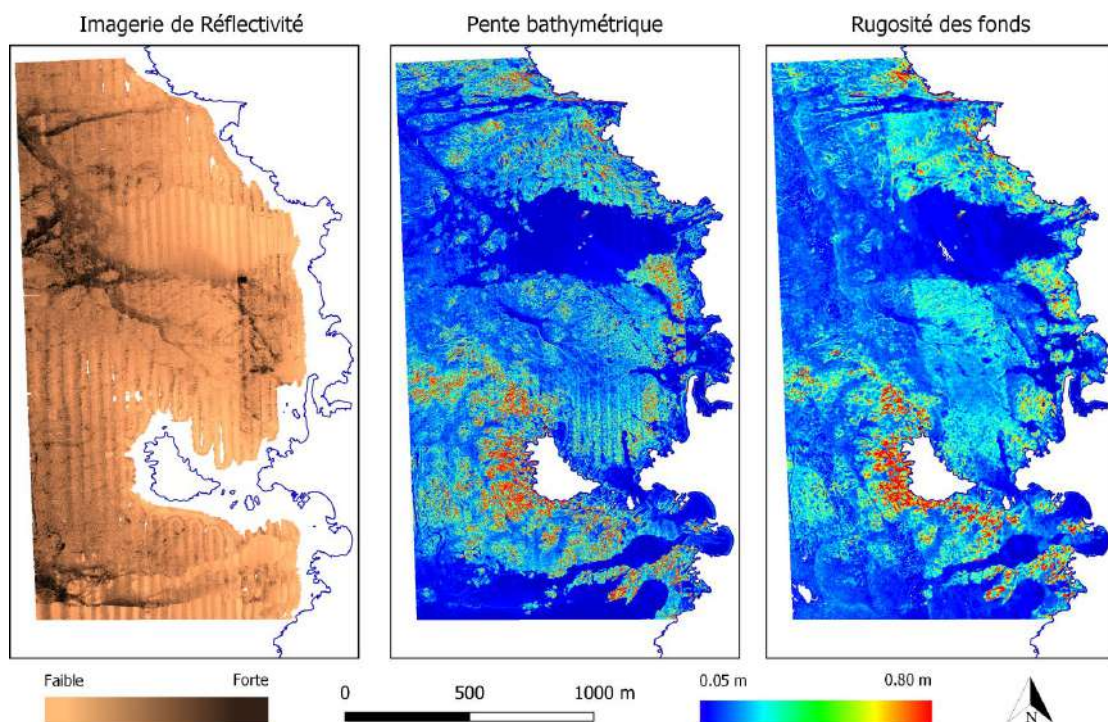 Imagerie de Réflectivité
Pente bathymétrique
Rugosité des fonds
Faible Forte
0 500 1000 m
0.05 m 0.80 m
N